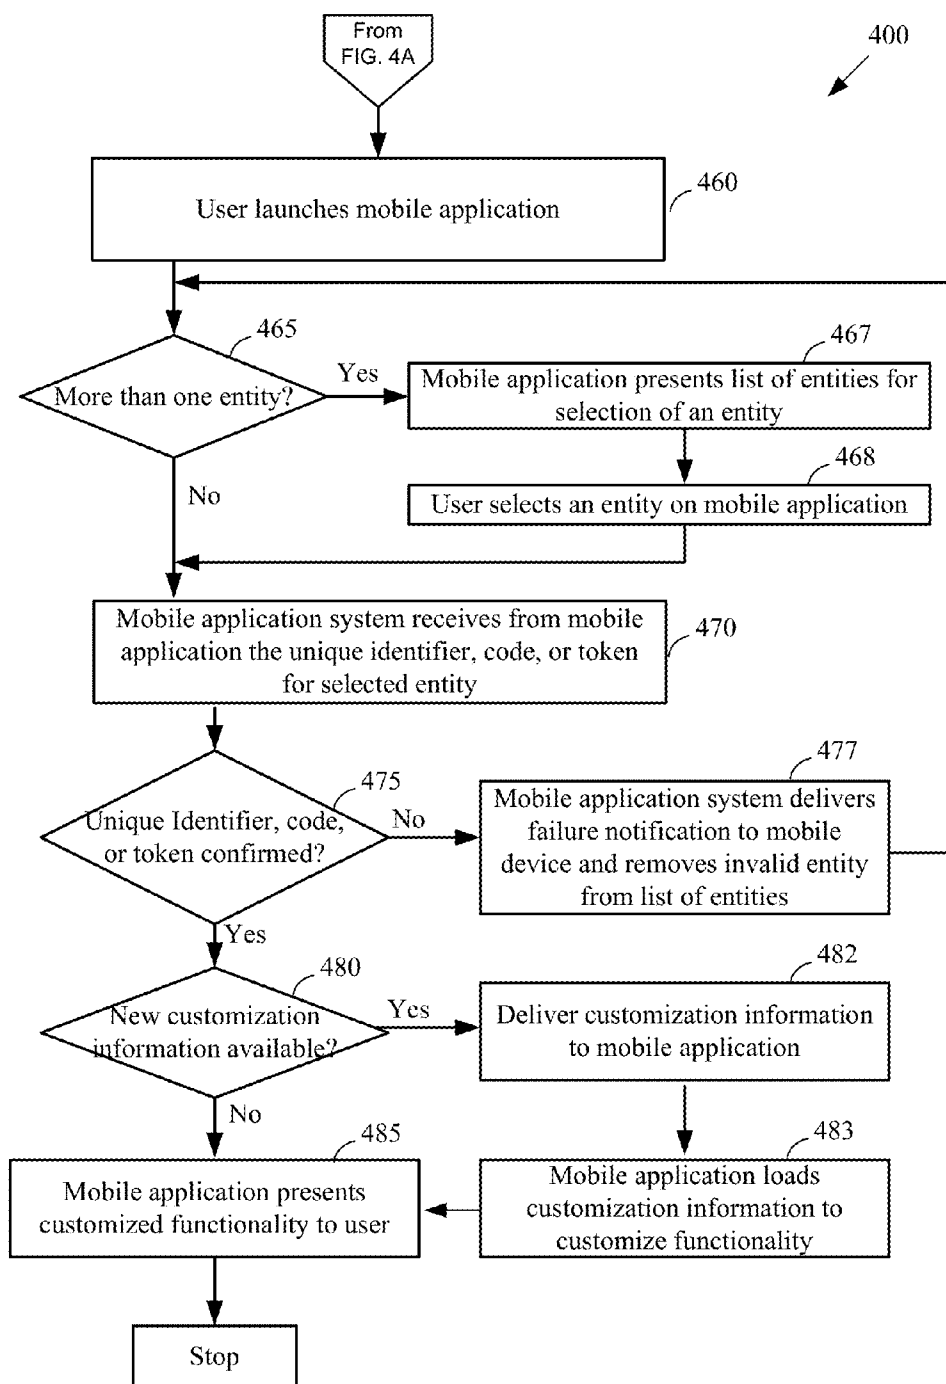 From
FIG. 4A
400
User launches mobile application
460
465
More than one entity?
Yes
467
Mobile application presents list of entities for
selection of an entity
468
User selects an entity on mobile application
No
Mobile application system receives from mobile
application the unique identifier, code, or token
for selected entity
470
475
Unique Identifier, code,
or token confirmed?
No
477
Mobile application system delivers
failure notification to mobile
device and removes invalid entity
from list of entities
Yes
480
New customization
information available?
Yes
482
Deliver customization information
to mobile application
No
485
Mobile application presents
customized functionality to user
483
Mobile application loads
customization information to
customize functionality
Stop